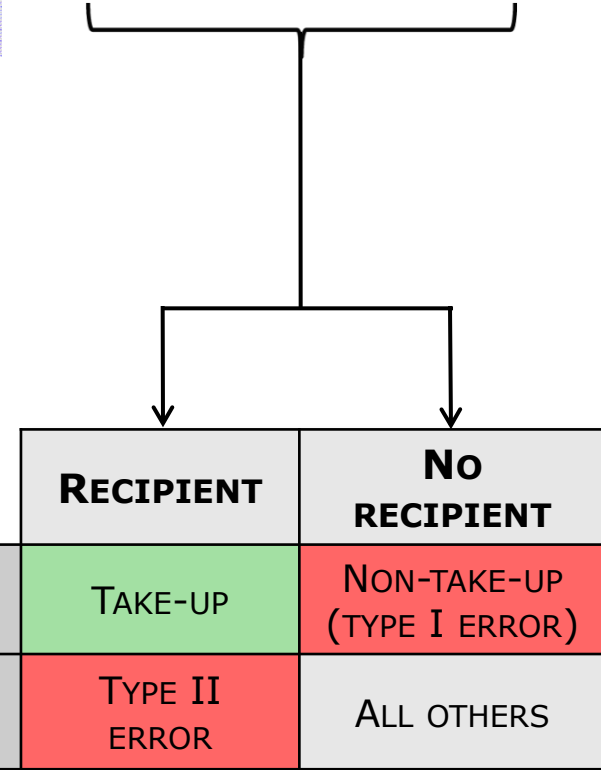 RECIPIENT
NO
RECIPIENT
TAKE-UP
NON-TAKE-UP
(TYPE I ERROR)
TYPE II
ERROR
ALL OTHERS